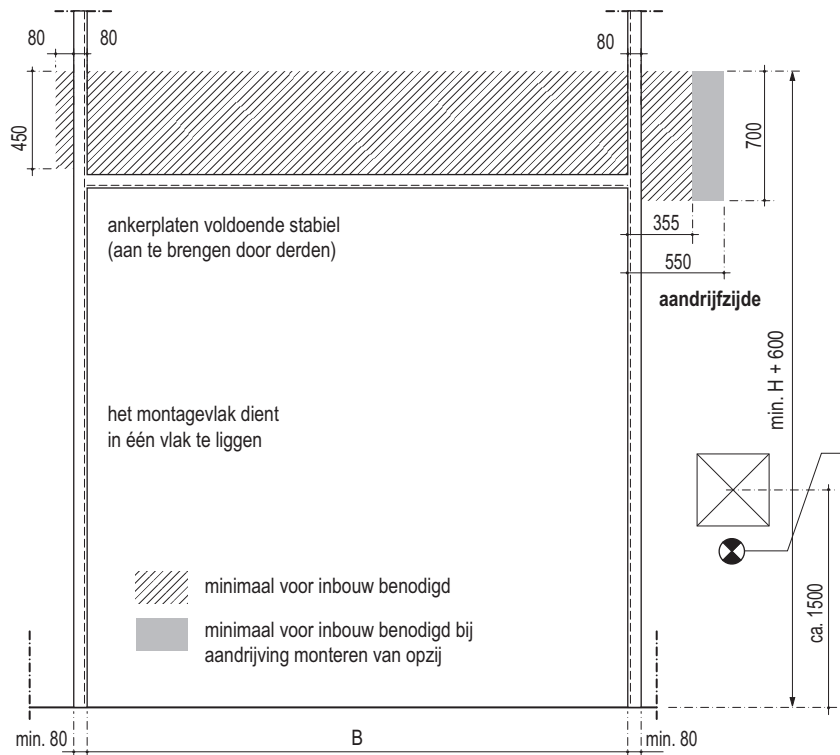 80
80
80
450
700
355
550
aandrijfzijde
ankerplaten voldoende stabiel
(aan te brengen door derden)
min. H + 600
het montagevlak dient
in één vlak te liggen
ca. 1500
minimaal voor inbouw benodigd
minimaal voor inbouw benodigd bij
aandrijving monteren van opzij
min. 80
B
min. 80